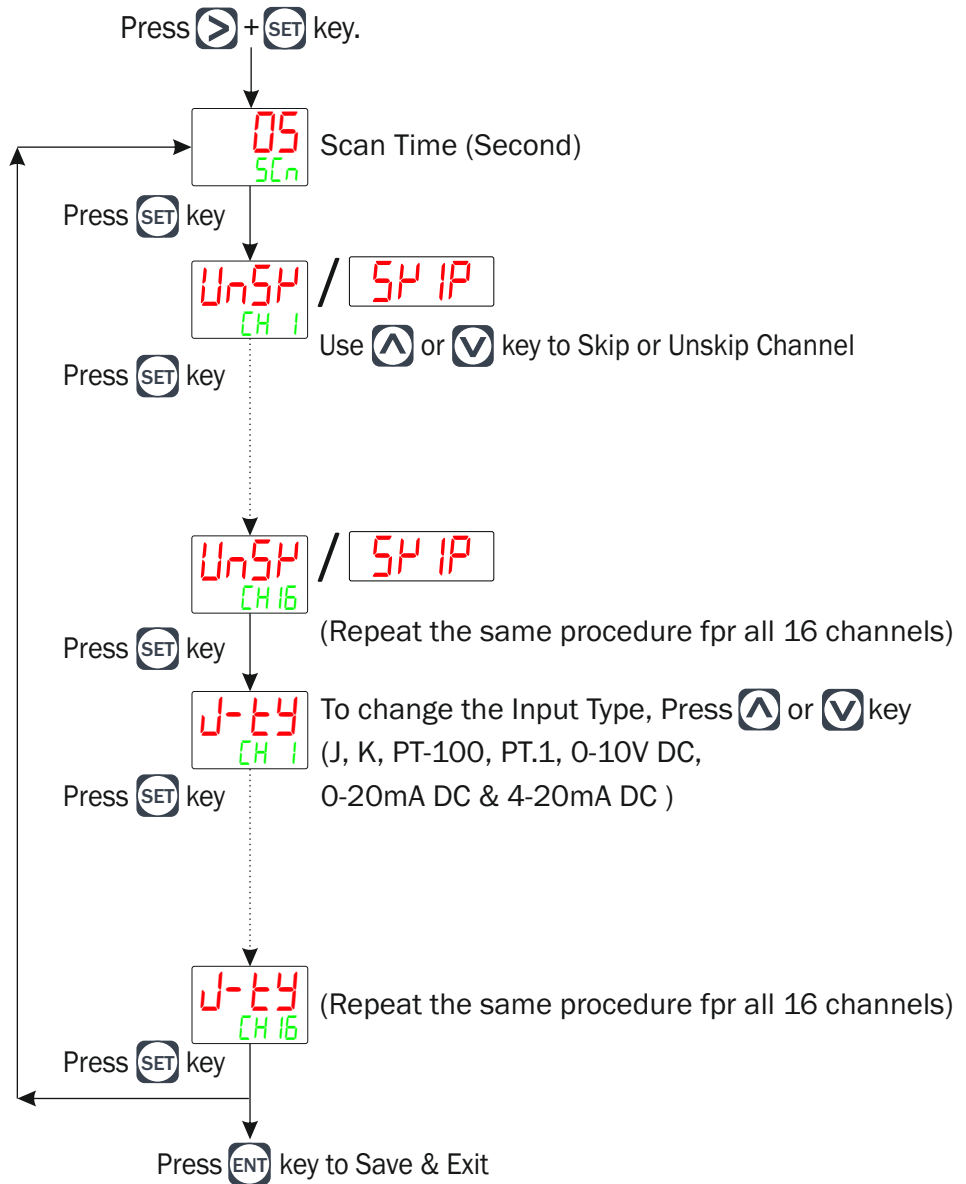 Press > + SET key.
05
SCn
Scan Time (Second)
Press SET key
UnSK / SKIP
CH 1
Use ∧ or ∨ key to Skip or Unskip Channel
Press SET key
UnSK / SKIP
CH16
(Repeat the same procedure fpr all 16 channels)
Press SET key
J-ty
CH 1
To change the Input Type, Press ∧ or ∨ key
(J, K, PT-100, PT.1, 0-10V DC,
0-20mA DC & 4-20mA DC )
Press SET key
J-ty
CH16
(Repeat the same procedure fpr all 16 channels)
Press SET key
Press ENT key to Save & Exit